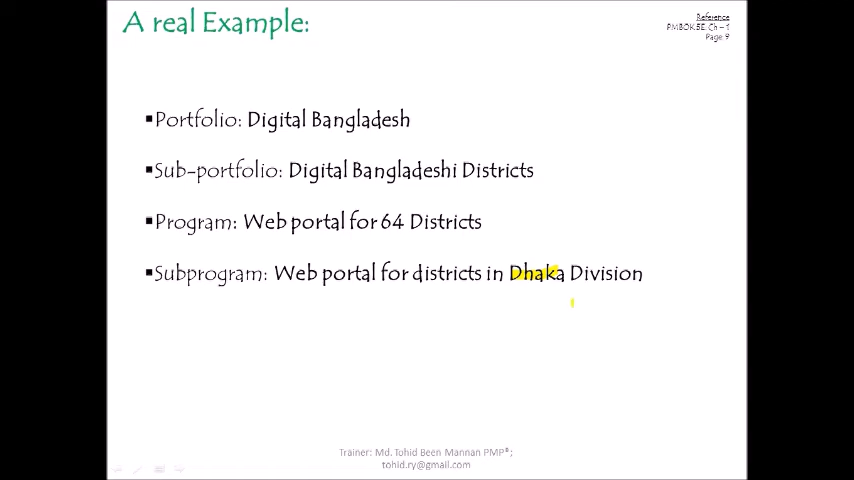 A real Example:
Reference
PMBOK5E: Ch - 1
Page 9
▪Portfolio: Digital Bangladesh
▪Sub-portfolio: Digital Bangladeshi Districts
▪Program: Web portal for 64 Districts
▪Subprogram: Web portal for districts in Dhaka Division
Trainer: Md. Tohid Been Mannan PMP®;
tohid.ry@gmail.com